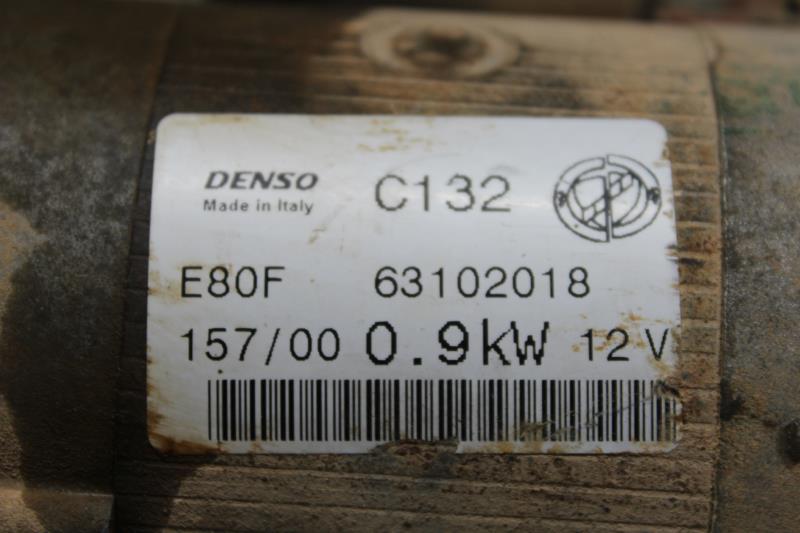 DENSO C132
Made in Italy
E80F 63102018
157/00 0.9kW 12 V